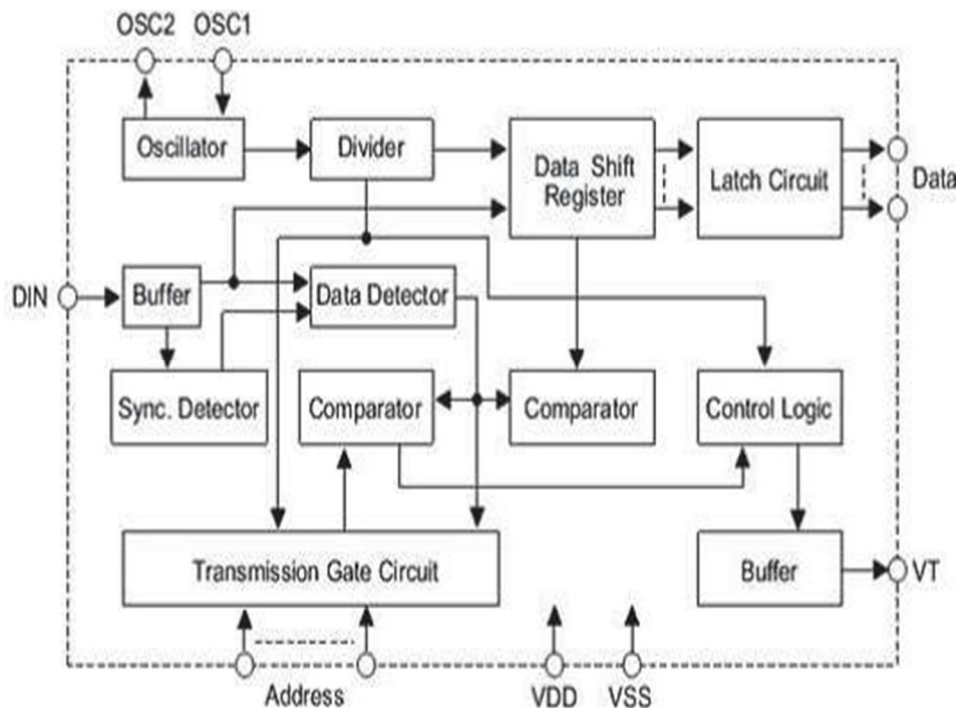 OSC2 OSC1
Oscillator
Divider
Data Shift
Register
Latch Circuit
Data
DIN
Buffer
Data Detector
Sync. Detector
Comparator
Comparator
Control Logic
Transmission Gate Circuit
Buffer
VT
Address
VDD
VSS